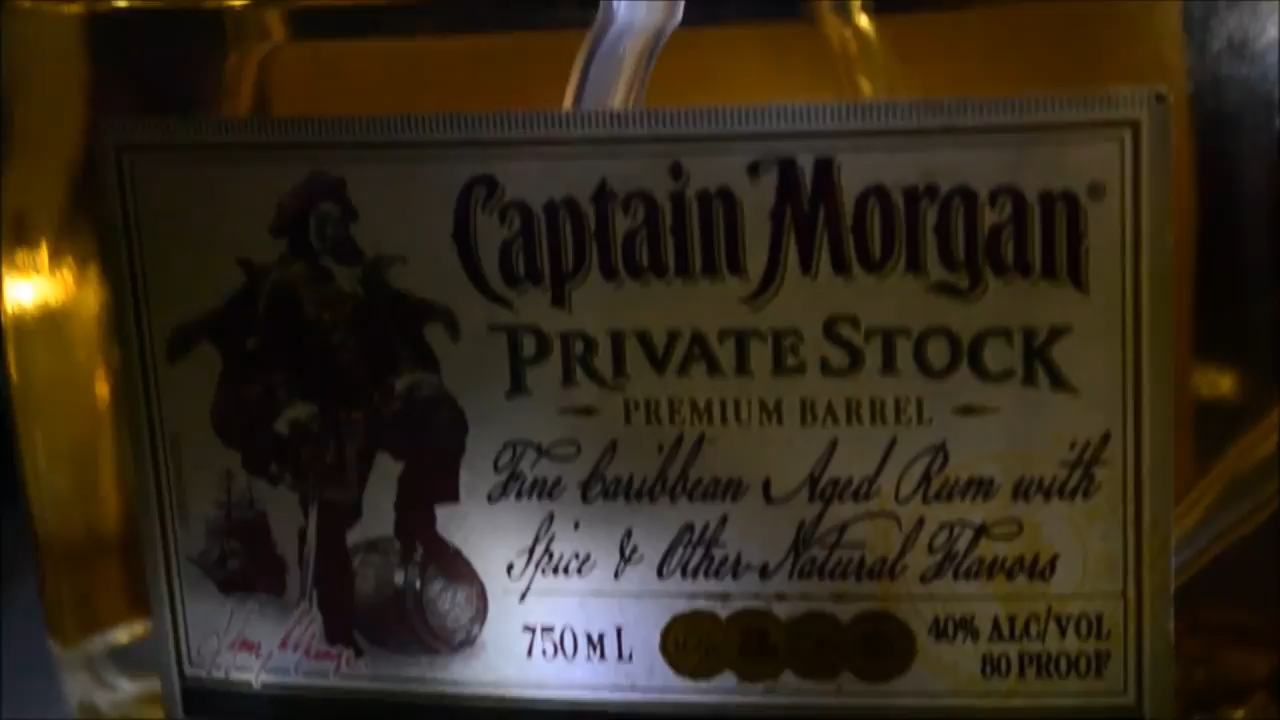 Captain Morgan®
PRIVATE STOCK
PREMIUM BARREL
Fine Caribbean Aged Rum with
Spice & Other Natural Flavors
750 ML
40% ALC/VOL
80 PROOF